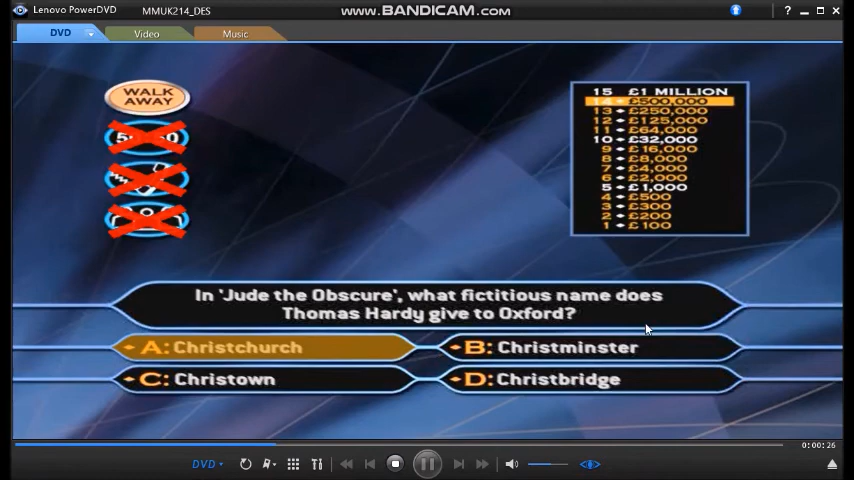 Lenovo PowerDVD
MMUK214_DES
www.BANDICAM.com
?
DVD
Video
Music
WALK
AWAY
15 £1 MILLION
14 £500,000
13 £250,000
12 £125,000
11 £64,000
10 £32,000
9 £16,000
8 £8,000
7 £4,000
6 £2,000
5 £1,000
4 £500
3 £300
2 £200
1 £100
In 'Jude the Obscure', what fictitious name does
Thomas Hardy give to Oxford?
A: Christchurch
B: Christminster
C: Christown
D: Christbridge
0:00:26
DVD